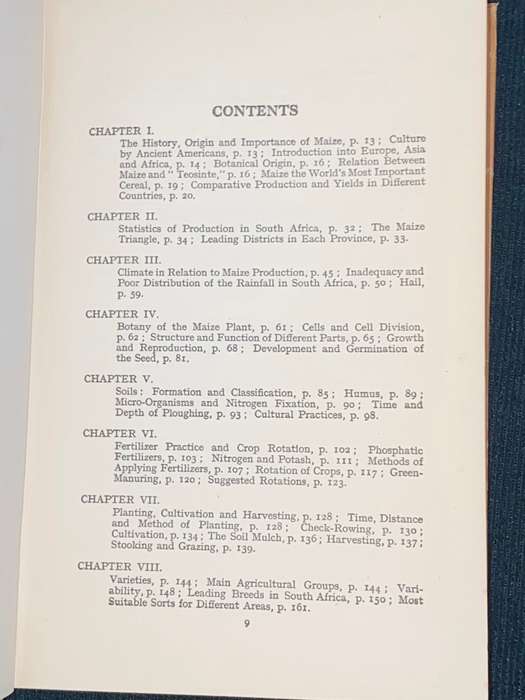 CONTENTS
CHAPTER I.
The History, Origin and Importance of Maize, p. 13; Culture
by Ancient Americans, p. 13; Introduction into Europe, Asia
and Africa, p. 14; Botanical Origin, p. 16; Relation Between
Maize and "Teosinte," p. 16; Maize the World's Most Important
Cereal, p. 19; Comparative Production and Yields in Different
Countries, p. 20.
CHAPTER II.
Statistics of Production in South Africa, p. 32; The Maize
Triangle, p. 34; Leading Districts in Each Province, p. 33.
CHAPTER III.
Climate in Relation to Maize Production, p. 45; Inadequacy and
Poor Distribution of the Rainfall in South Africa, p. 50; Hail,
p. 59.
CHAPTER IV.
Botany of the Maize Plant, p. 61; Cells and Cell Division,
p. 62; Structure and Function of Different Parts, p. 65; Growth
and Reproduction, p. 68; Development and Germination of
the Seed, p. 81.
CHAPTER V.
Soils: Formation and Classification, p. 85; Humus, p. 89;
Micro-Organisms and Nitrogen Fixation, p. 90; Time and
Depth of Ploughing, p. 93; Cultural Practices, p. 98.
CHAPTER VI.
Fertilizer Practice and Crop Rotation, p. 102; Phosphatic
Fertilizers, p. 103; Nitrogen and Potash, p. 111; Methods of
Applying Fertilizers, p. 107; Rotation of Crops, p. 117; Green-
Manuring, p. 120; Suggested Rotations, p. 123.
CHAPTER VII.
Planting, Cultivation and Harvesting, p. 128; Time, Distance
and Method of Planting, p. 128; Check-Rowing, p. 130;
Cultivation, p. 134; The Soil Mulch, p. 136; Harvesting, p. 137;
Stooking and Grazing, p. 139.
CHAPTER VIII.
Varieties, p. 144; Main Agricultural Groups, p. 144; Vari-
ability, p. 148; Leading Breeds in South Africa, p. 150; Most
Suitable Sorts for Different Areas, p. 161.
9